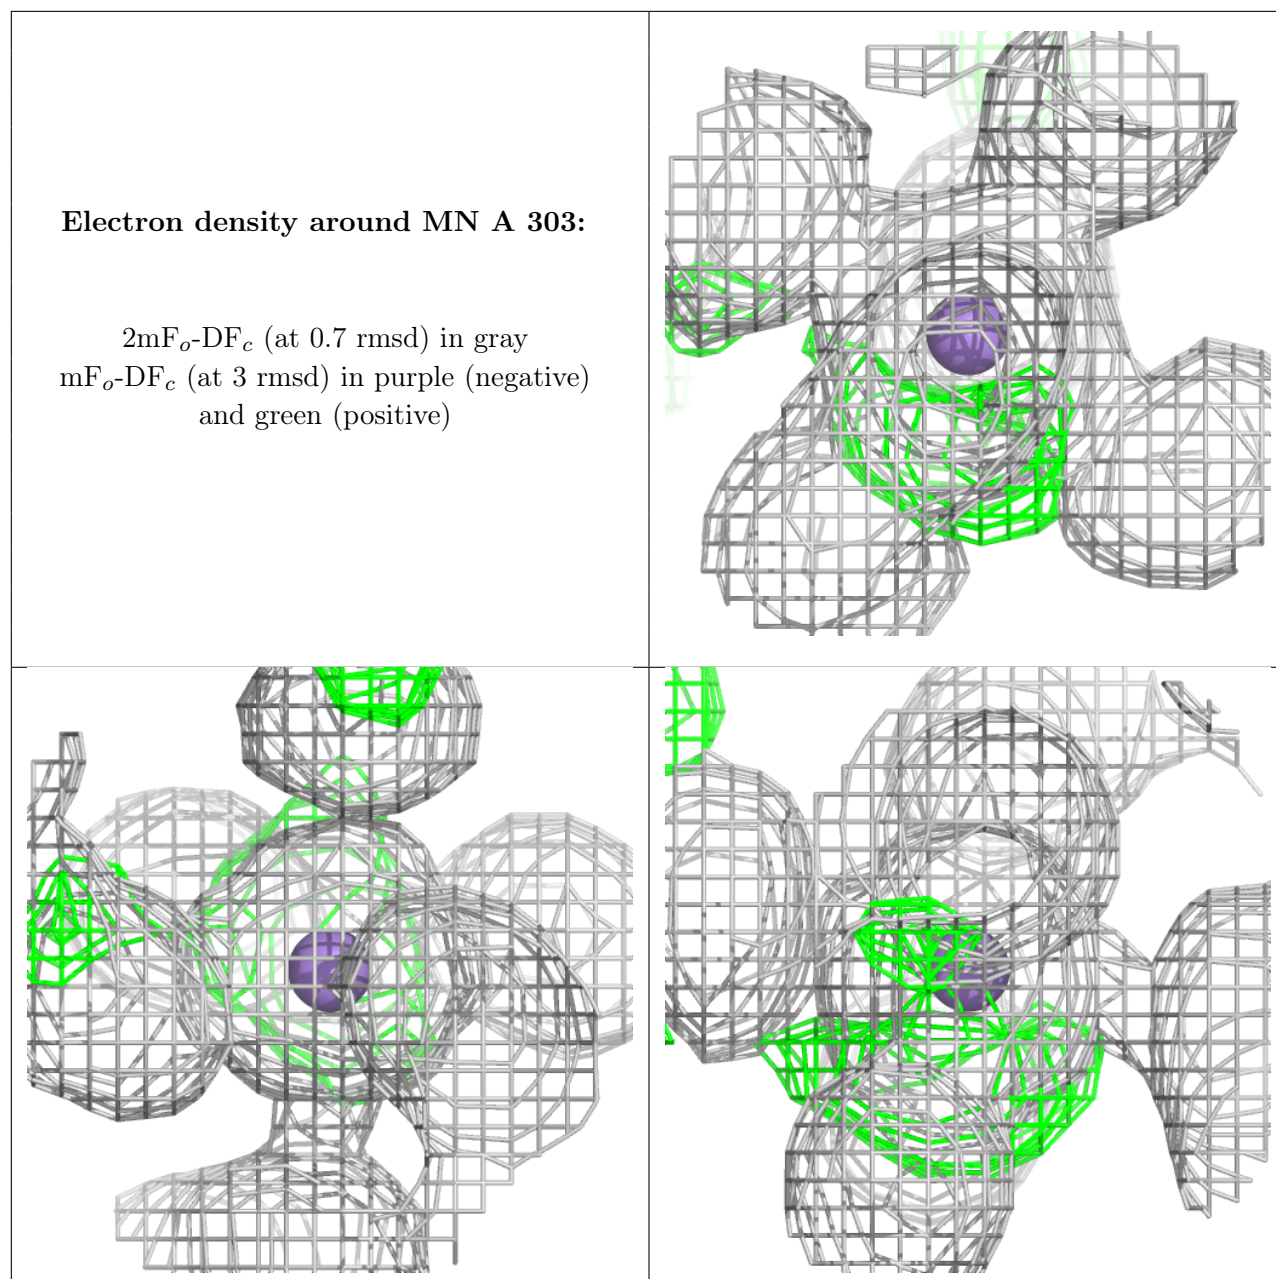 Electron density around MN A 303:
2mFo-DFc (at 0.7 rmsd) in gray
mFo-DFc (at 3 rmsd) in purple (negative)
and green (positive)